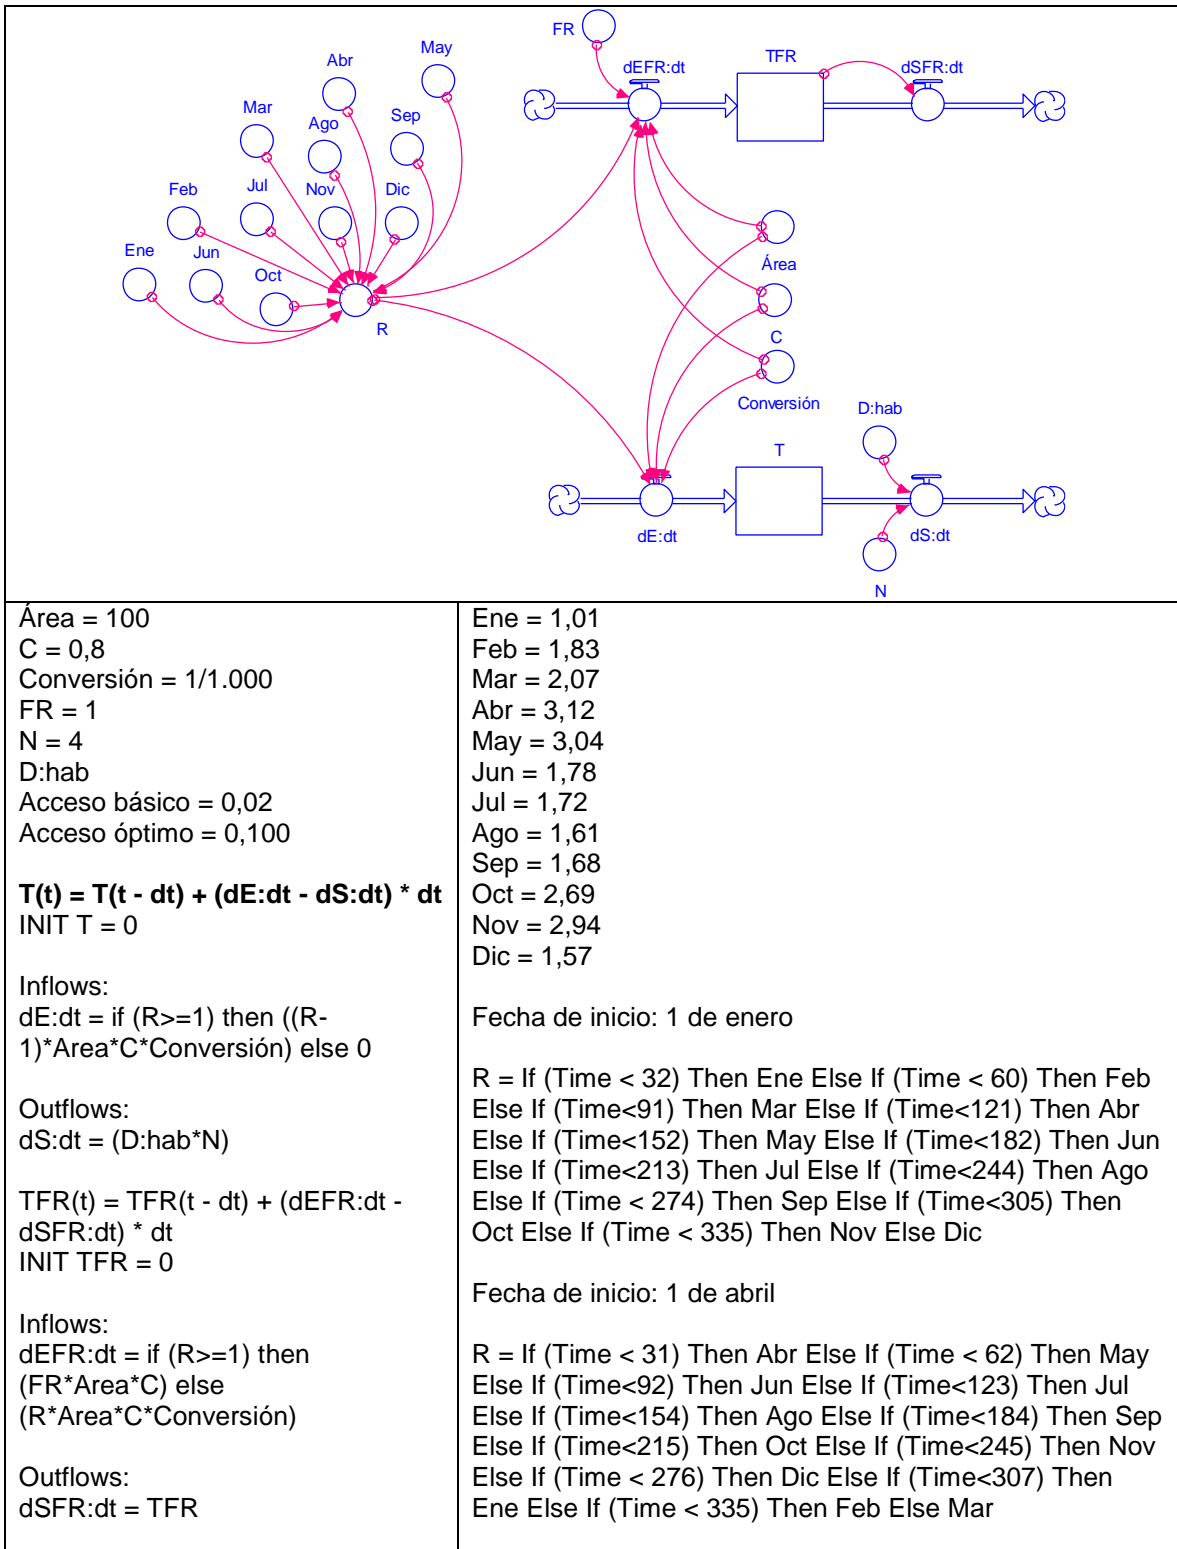 FR
May
Abr
dEFR:dt
TFR
dSFR:dt
Mar
Ago
Sep
Feb
Jul
Nov
Dic
Ene
Jun
Oct
R
Área
C
Conversión
D:hab
T
dE:dt
dS:dt
N
Área = 100
C = 0,8
Conversión = 1/1.000
FR = 1
N = 4
D:hab
Acceso básico = 0,02
Acceso óptimo = 0,100
T(t) = T(t - dt) + (dE:dt - dS:dt) * dt
INIT T = 0
Inflows:
dE:dt = if (R>=1) then ((R-
1)*Area*C*Conversión) else 0
Outflows:
dS:dt = (D:hab*N)
TFR(t) = TFR(t - dt) + (dEFR:dt -
dSFR:dt) * dt
INIT TFR = 0
Inflows:
dEFR:dt = if (R>=1) then
(FR*Area*C) else
(R*Area*C*Conversión)
Outflows:
dSFR:dt = TFR
Ene = 1,01
Feb = 1,83
Mar = 2,07
Abr = 3,12
May = 3,04
Jun = 1,78
Jul = 1,72
Ago = 1,61
Sep = 1,68
Oct = 2,69
Nov = 2,94
Dic = 1,57
Fecha de inicio: 1 de enero
R = If (Time < 32) Then Ene Else If (Time < 60) Then Feb
Else If (Time<91) Then Mar Else If (Time<121) Then Abr
Else If (Time<152) Then May Else If (Time<182) Then Jun
Else If (Time<213) Then Jul Else If (Time<244) Then Ago
Else If (Time < 274) Then Sep Else If (Time<305) Then
Oct Else If (Time < 335) Then Nov Else Dic
Fecha de inicio: 1 de abril
R = If (Time < 31) Then Abr Else If (Time < 62) Then May
Else If (Time<92) Then Jun Else If (Time<123) Then Jul
Else If (Time<154) Then Ago Else If (Time<184) Then Sep
Else If (Time<215) Then Oct Else If (Time<245) Then Nov
Else If (Time < 276) Then Dic Else If (Time<307) Then
Ene Else If (Time < 335) Then Feb Else Mar